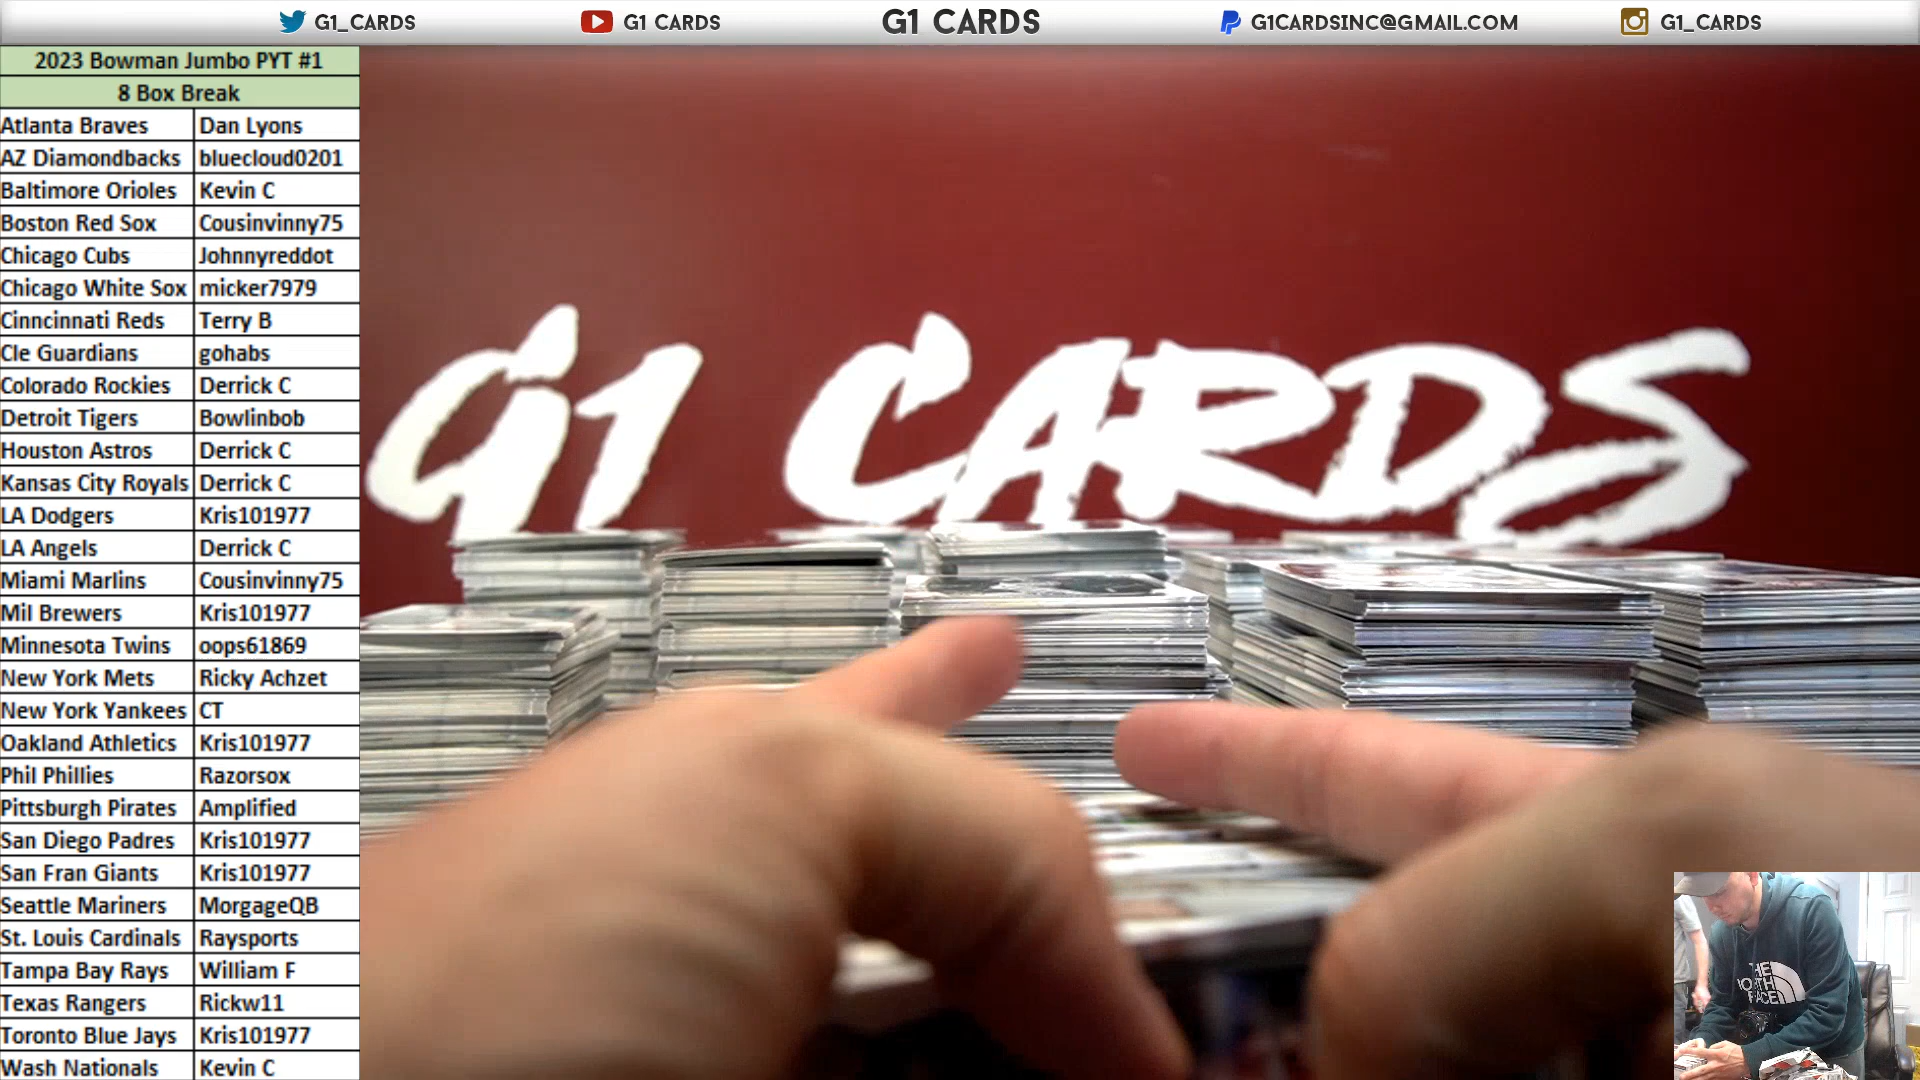 G1_CARDS G1 CARDS G1 CARDS G1CARDSINC@GMAIL.COM G1_CARDS
2023 Bowman Jumbo PYT #1
8 Box Break
Atlanta Braves Dan Lyons
AZ Diamondbacks bluecloud0201
Baltimore Orioles Kevin C
Boston Red Sox Cousinvinny75
Chicago Cubs Johnnyreddot
Chicago White Sox micker7979
Cinncinnati Reds Terry B
Cle Guardians gohabs
Colorado Rockies Derrick C
Detroit Tigers Bowlinbob
Houston Astros Derrick C
Kansas City Royals Derrick C
LA Dodgers Kris101977
LA Angels Derrick C
Miami Marlins Cousinvinny75
Mil Brewers Kris101977
Minnesota Twins oops61869
New York Mets Ricky Achzet
New York Yankees CT
Oakland Athletics Kris101977
Phil Phillies Razorsox
Pittsburgh Pirates Amplified
San Diego Padres Kris101977
San Fran Giants Kris101977
Seattle Mariners MorgageQB
St. Louis Cardinals Raysports
Tampa Bay Rays William F
Texas Rangers Rickw11
Toronto Blue Jays Kris101977
Wash Nationals Kevin C
G1 CARDS
THE
NORTH
FACE